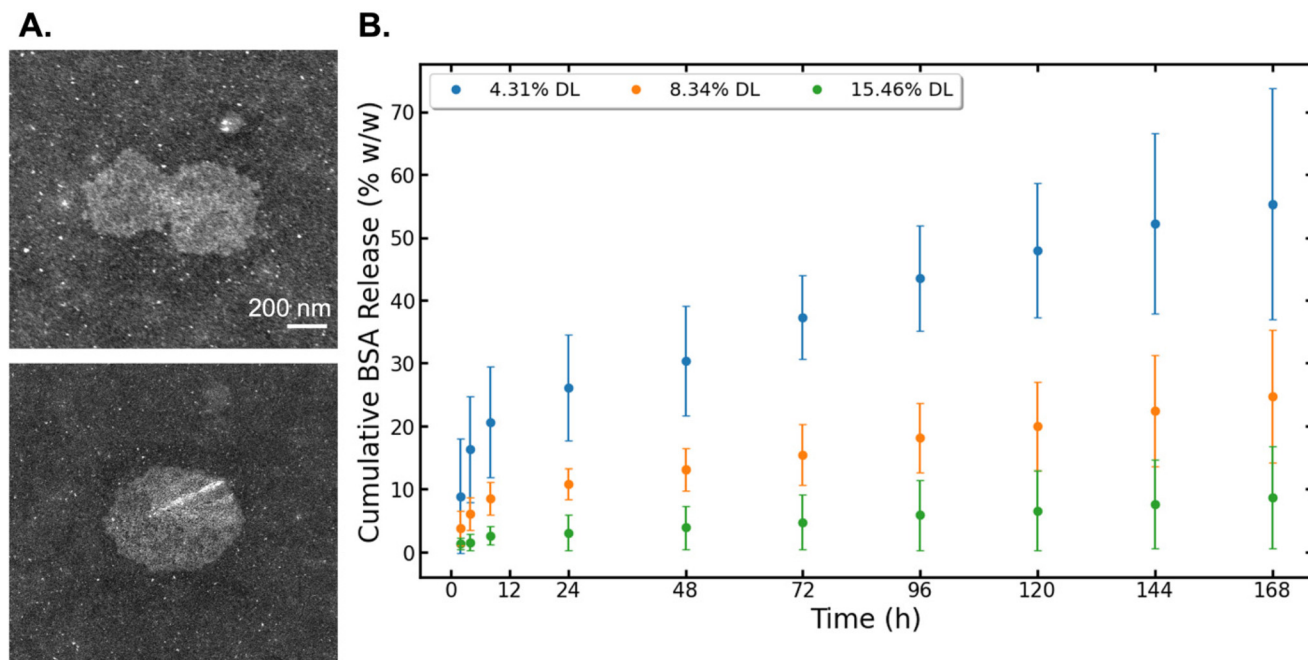 A.
200 nm
B.
4.31% DL 8.34% DL 15.46% DL
Cumulative BSA Release (% w/w)
70
60
50
40
30
20
10
0
0 12 24 48 72 96 120 144 168
Time (h)